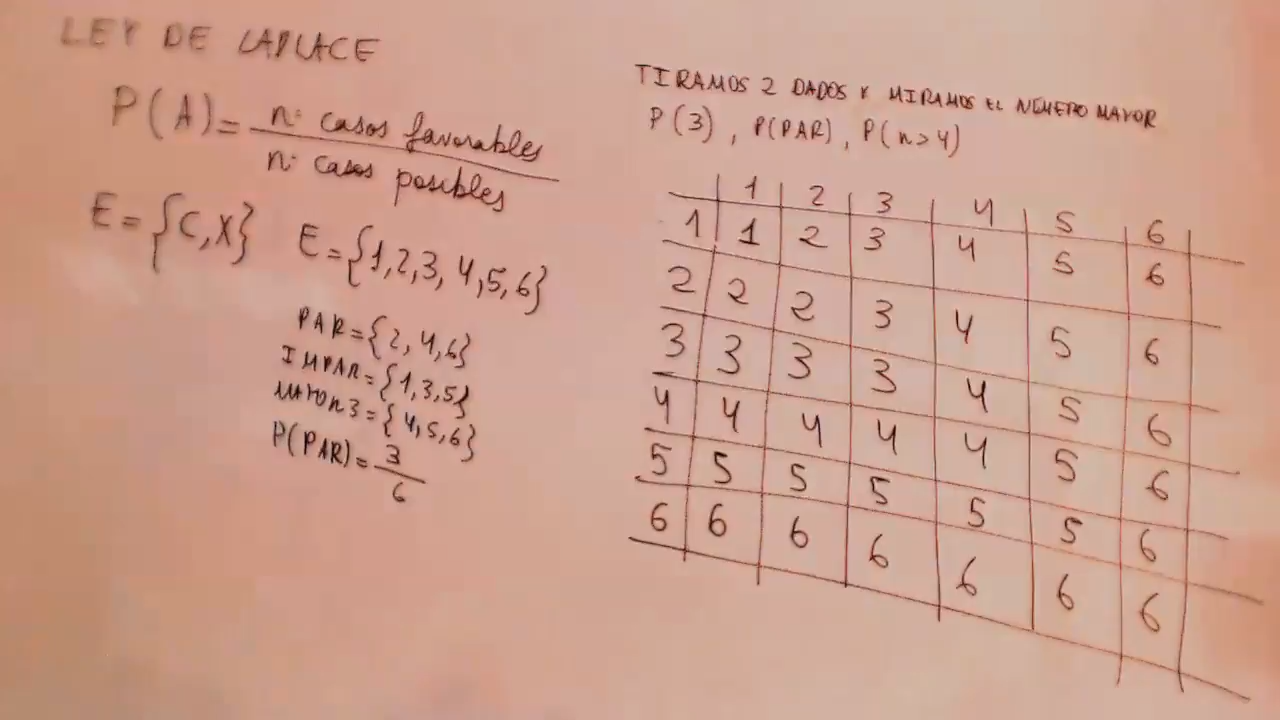 LEY DE LAPLACE
P(A) = nº casos favorables
nº casos posibles
E = {C, X} E = {1,2,3, 4,5,6}
PAR = {2, 4,6}
IMPAR = {1,3,5}
MAYOR 3 = { 4,5,6}
P(PAR) = 3
6
TIRAMOS 2 DADOS Y MIRAMOS EL NÚMERO MAYOR
P(3), P(PAR), P(n>4)
1 2 3 4 5 6
1 1 2 3 4 5 6
2 2 2 3 4 5 6
3 3 3 3 4 5 6
4 4 4 4 4 5 6
5 5 5 5 5 5 6
6 6 6 6 6 6 6